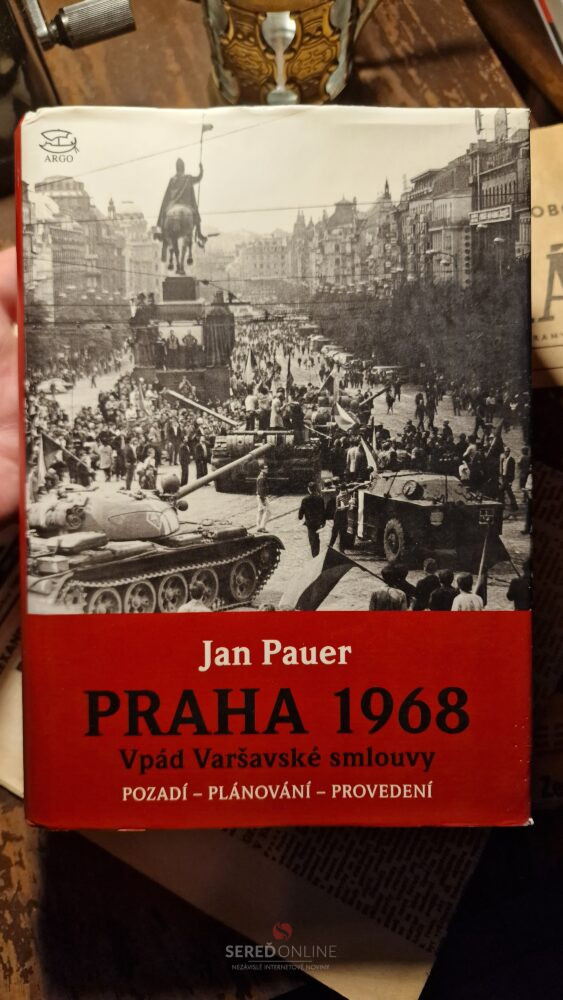 ARGO
Jan Pauer
PRAHA 1968
Vpád Varšavské smlouvy
POZADÍ – PLÁNOVÁNÍ – PROVEDENÍ
SEREĎONLINE
NEZÁVISLÉ INTERNETOVÉ NOVINY